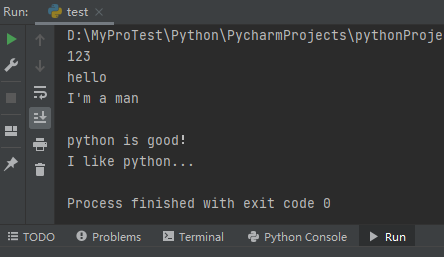 Run: test
D:\MyProTest\Python\PycharmProjects\pythonProje
123
hello
I'm a man
python is good!
I like python...
Process finished with exit code 0
TODO Problems Terminal Python Console Run